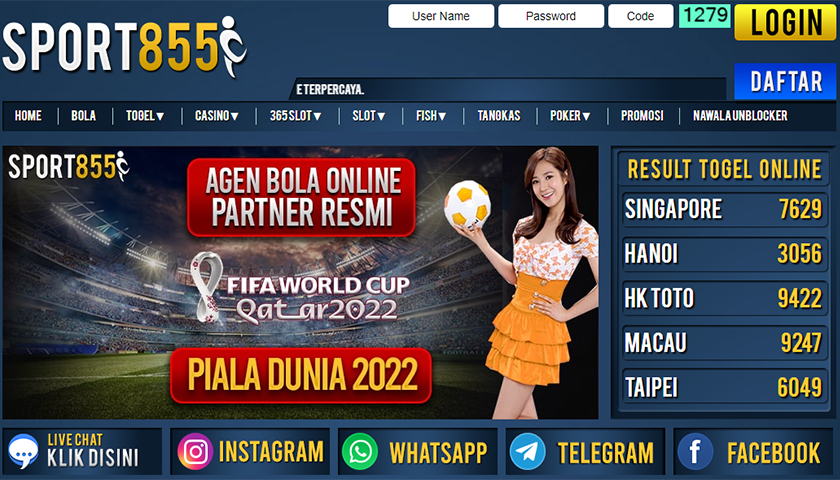 SPORT855
User Name
Password
Code
1279
LOGIN
E TERPERCAYA.
DAFTAR
HOME
BOLA
TOGEL▼
CASINO▼
365SLOT▼
SLOT▼
FISH▼
TANGKAS
POKER▼
PROMOSI
NAWALA UNBLOCKER
SPORT855
AGEN BOLA ONLINE
PARTNER RESMI
FIFA WORLD CUP
Qatar2022
PIALA DUNIA 2022
RESULT TOGEL ONLINE
SINGAPORE 7629
HANOI 3056
HK TOTO 9422
MACAU 9247
TAIPEI 6049
LIVE CHAT
KLIK DISINI
INSTAGRAM
WHATSAPP
TELEGRAM
FACEBOOK